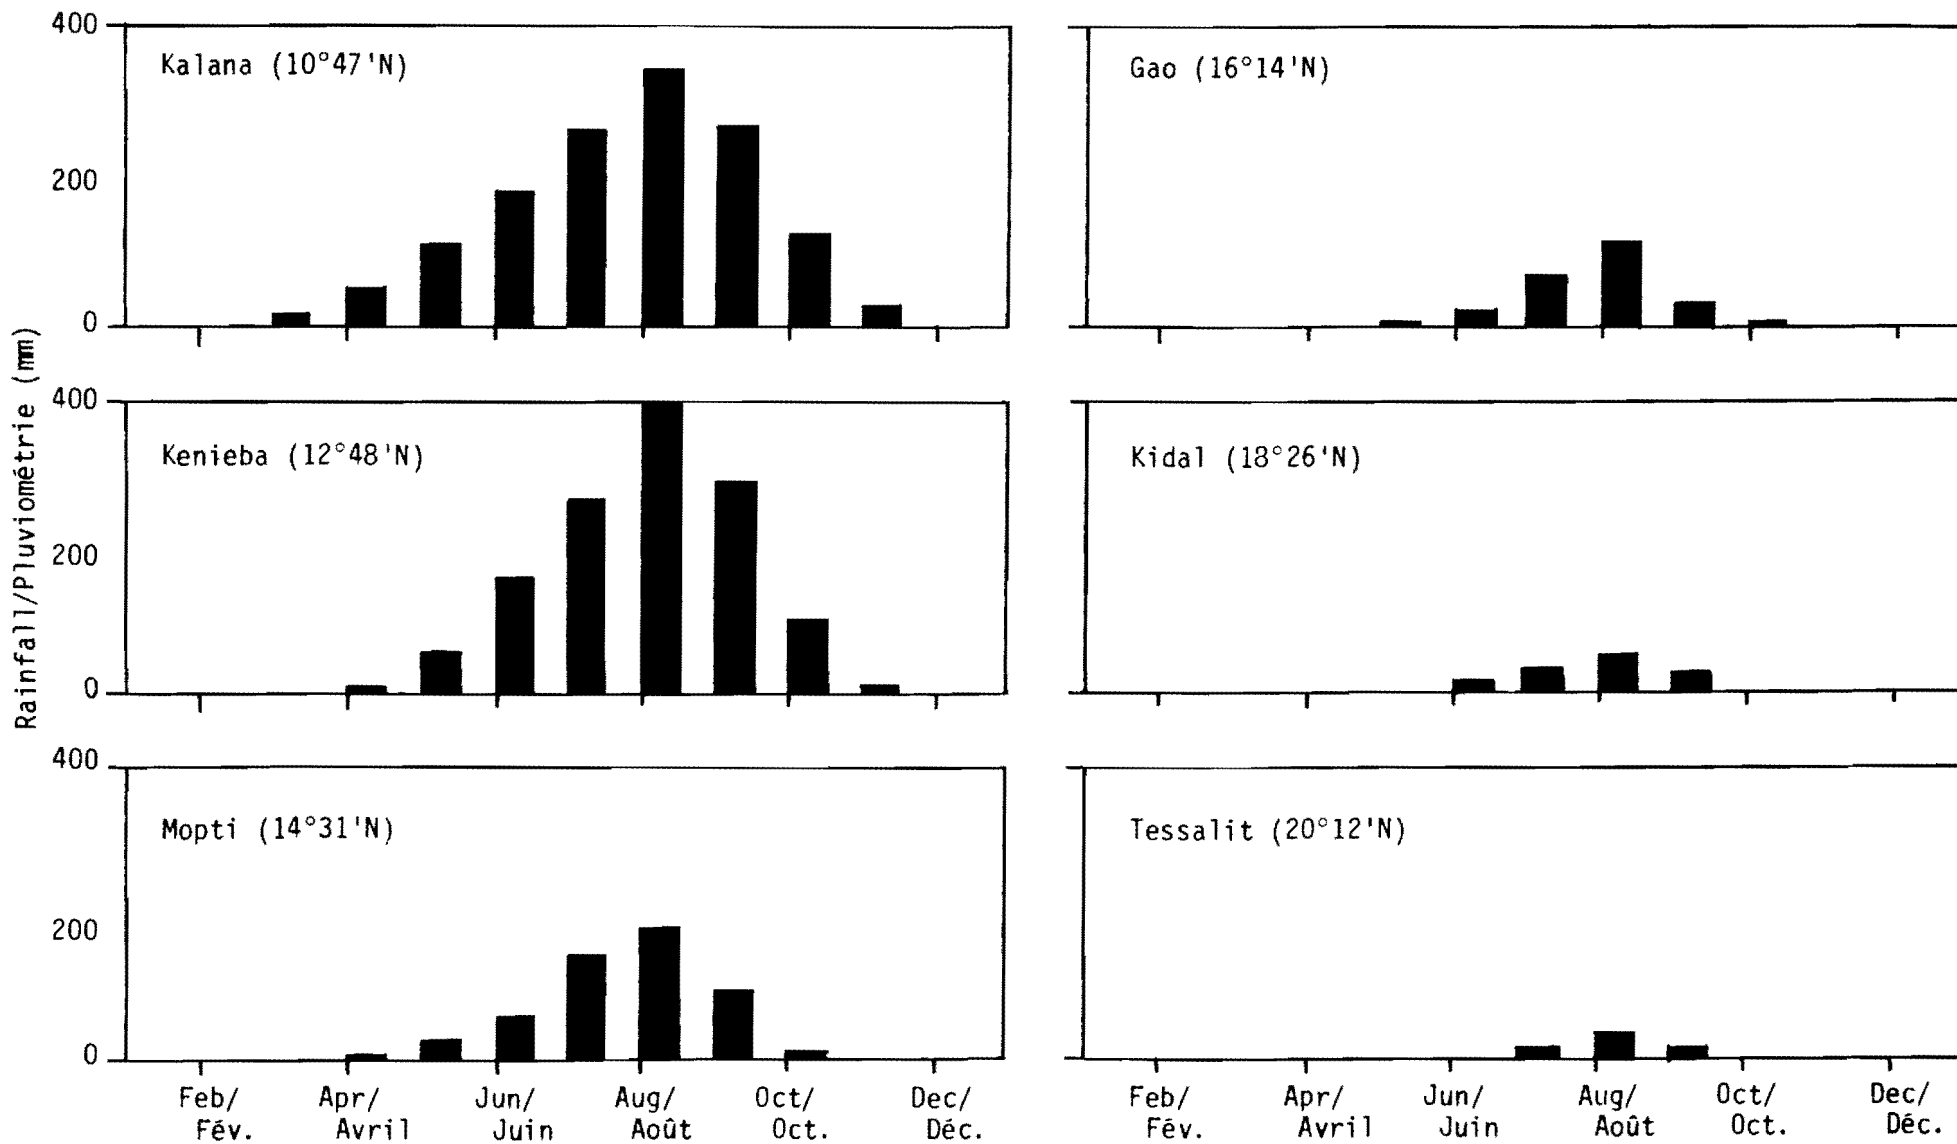 Rainfall/Pluviométrie (mm)
400
200
0
Kalana (10°47'N)
Gao (16°14'N)
400
200
0
Kenieba (12°48'N)
Kidal (18°26'N)
400
200
0
Mopti (14°31'N)
Tessalit (20°12'N)
Feb/ Apr/ Jun/ Aug/ Oct/ Dec/
Fév. Avril Juin Août Oct. Déc.
Feb/ Apr/ Jun/ Aug/ Oct/ Dec/
Fév. Avril Juin Août Oct. Déc.